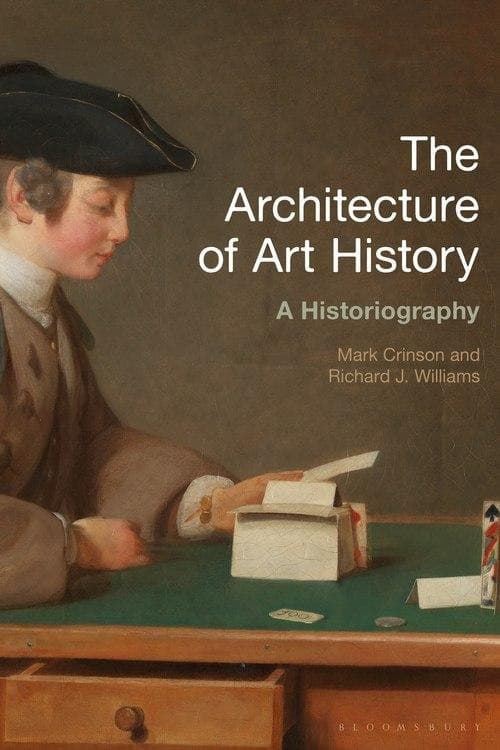 The
Architecture
of Art History
A Historiography
Mark Crinson and
Richard J. Williams
BLOOMSBURY